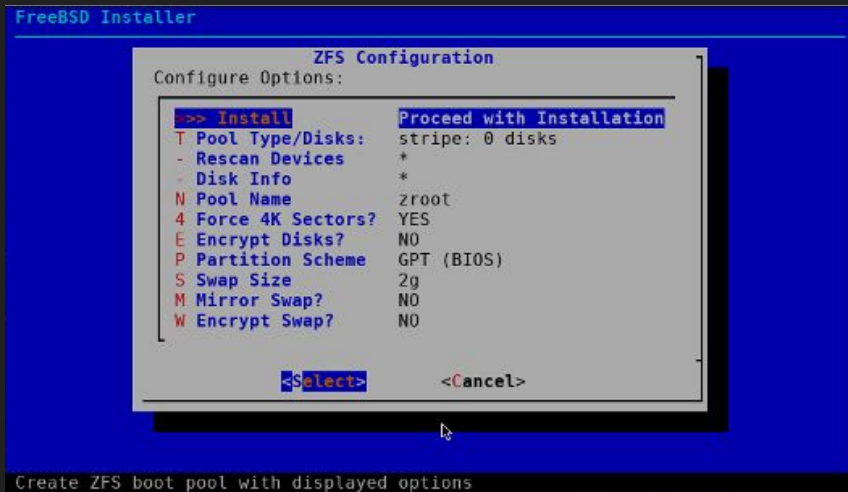 FreeBSD Installer
ZFS Configuration
Configure Options:
>>> Install Proceed with Installation
T Pool Type/Disks: stripe: 0 disks
- Rescan Devices *
- Disk Info *
N Pool Name zroot
4 Force 4K Sectors? YES
E Encrypt Disks? NO
P Partition Scheme GPT (BIOS)
S Swap Size 2g
M Mirror Swap? NO
W Encrypt Swap? NO
<Select> <Cancel>
Create ZFS boot pool with displayed options